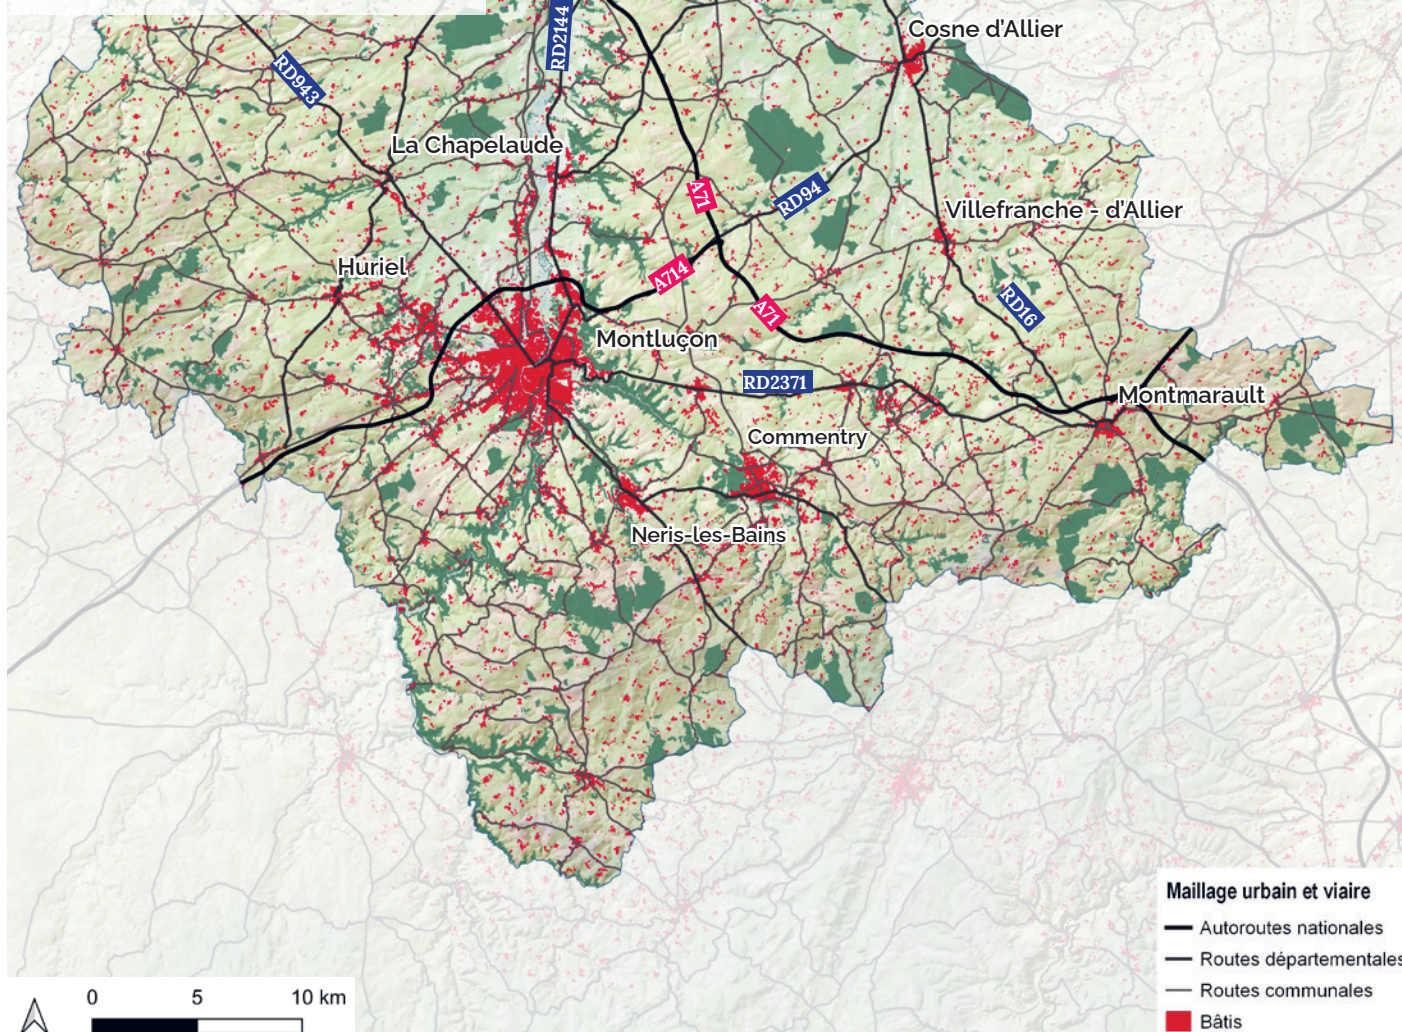 Cosne d'Allier
RD2144
RD943
La Chapelaude
A71
RD94
Villefranche - d'Allier
Huriel
A714
A71
RD16
Montluçon
RD2371
Montmarault
Commentry
Neris-les-Bains
Maillage urbain et viaire
Autoroutes nationales
Routes départementales
Routes communales
Bâtis
0 5 10 km